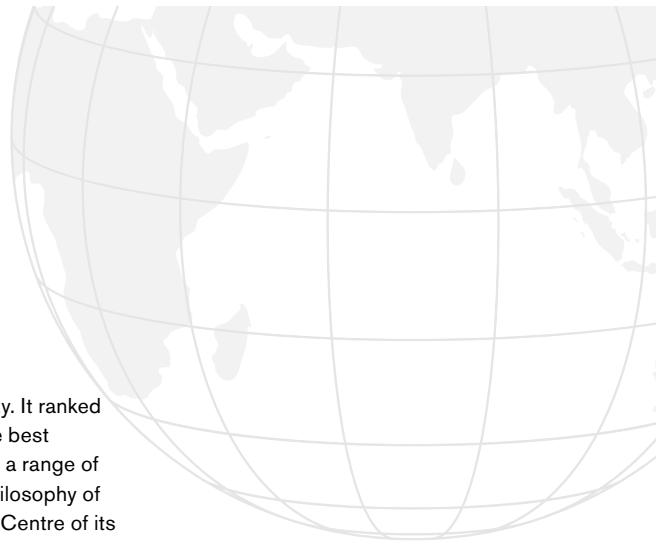 y. It ranked
e best
a range of
ilosophy of
Centre of its